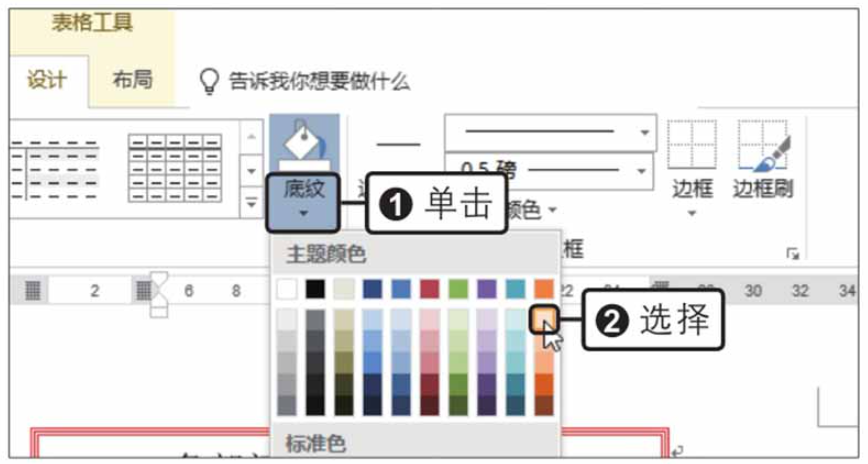 表格工具
设计 布局 告诉我你想要做什么
0.5 磅
底纹 边框 边框刷
❶ 单击
颜色
主题颜色 框
2 6 8 22 30 32 34
❷ 选择
标准色